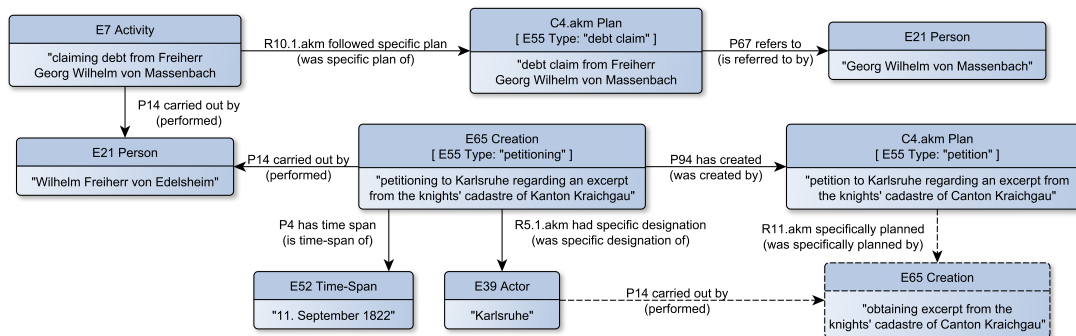 E7 Activity
"claiming debt from Freiherr
Georg Wilhelm von Massenbach
R10.1.akm followed specific plan
(was specific plan of)
C4.akm Plan
[ E55 Type: "debt claim" ]
"debt claim from Freiherr
Georg Wilhelm von Massenbach
P67 refers to
(is referred to by)
E21 Person
"Georg Wilhelm von Massenbach"
P14 carried out by
(performed)
E21 Person
"Wilhelm Freiherr von Edelsheim"
P14 carried out by
(performed)
E65 Creation
[ E55 Type: "petitioning" ]
"petitioning to Karlsruhe regarding an excerpt
from the knights' cadastre of Canton Kraichgau"
P94 has created
(was created by)
C4.akm Plan
[ E55 Type: "petition" ]
"petition to Karlsruhe regarding an excerpt from
the knights' cadastre of Canton Kraichgau"
P4 has time span
(is time-span of)
R5.1.akm had specific designation
(was specific designation of)
R11.akm specifically planned
(was specifically planned by)
E52 Time-Span
"11. September 1822"
E39 Actor
"Karlsruhe"
P14 carried out by
(performed)
E65 Creation
"obtaining excerpt from the
knights' cadastre of Canton Kraichgau"